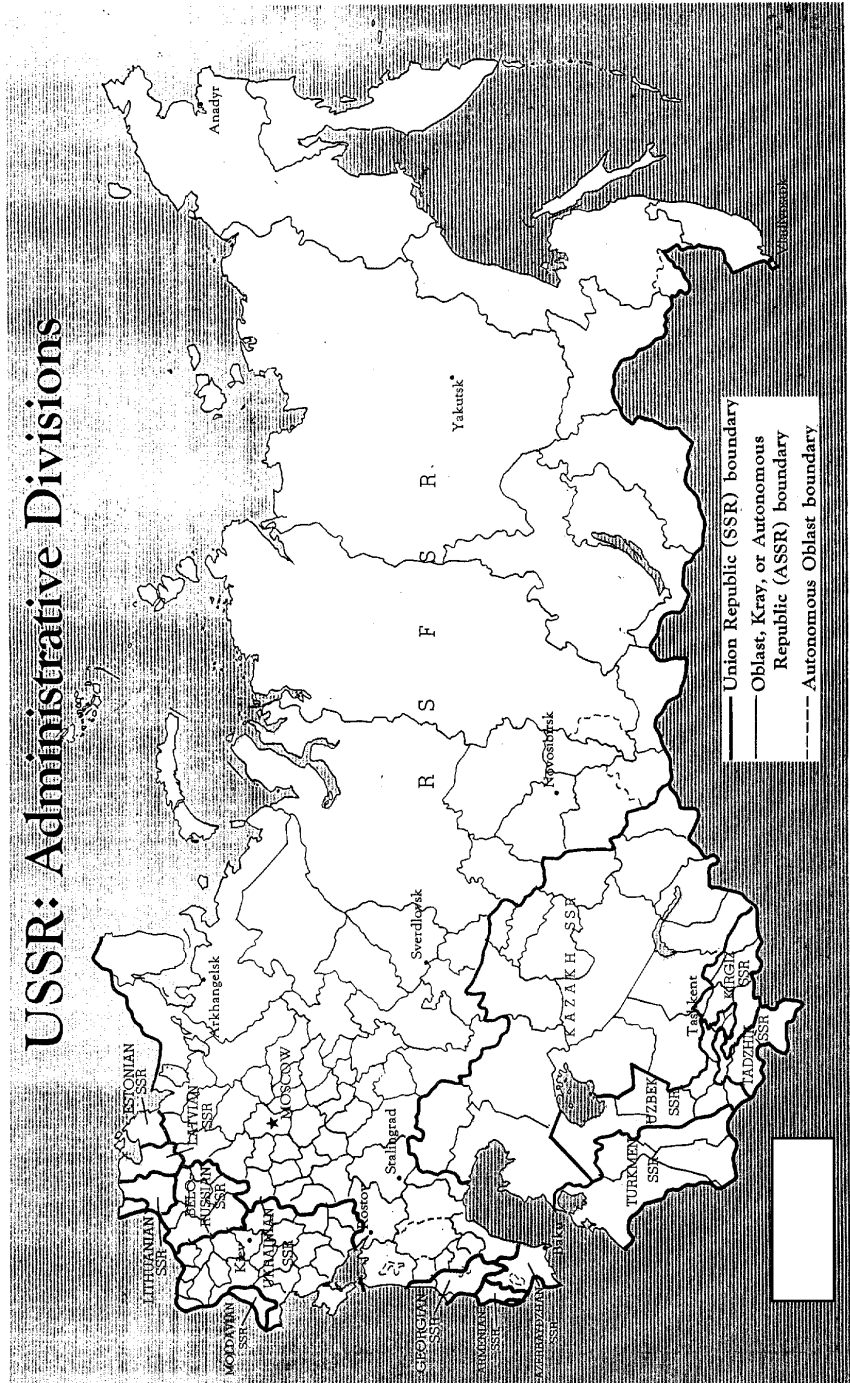 USSR: Administrative Divisions
Anadyr
Yakutsk
Vladivostok
R S F S R.
Arkhangelsk
Sverdlovsk
Novosibirsk
ESTONIAN
SSR
LATVIAN
SSR
LITHUANIAN
SSR
BELO-
RUSSIAN
SSR
MOSCOW
Kiev
UKRAINIAN
SSR
MOLDAVIAN
SSR
Stalingrad
Rostov
GEORGIAN
SSR
ARMENIAN
SSR
AZERBAYDZHAN
SSR
Baku
KAZAKH SSR
Tashkent
KIRGIZ
SSR
TADZHIK
SSR
UZBEK
SSR
TURKMEN
SSR
Union Republic (SSR) boundary
Oblast, Kray, or Autonomous
Republic (ASSR) boundary
Autonomous Oblast boundary